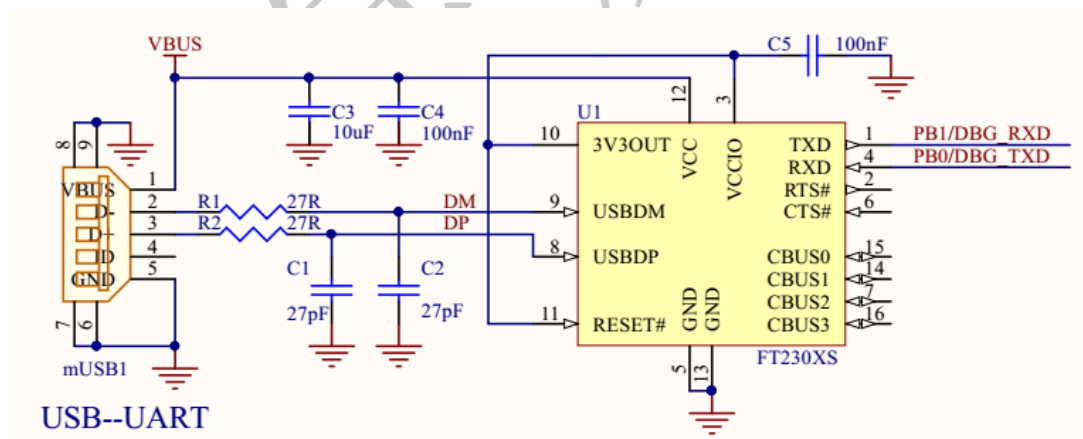 VBUS
C5 100nF
C3
10uF
C4
100nF
U1
12
3
8
9
10 3V3OUT
VCC
VCCIO
TXD 1 PB1/DBG_RXD
RXD 4 PB0/DBG_TXD
RTS# 2
CTS# 6
VBUS 1
D- 2 R1 27R DM 9 USBDM
D+ 3 R2 27R DP 8 USBDP
ID 4
GND 5
C1
27pF
C2
27pF
CBUS0 15
CBUS1 14
CBUS2 7
CBUS3 16
11 RESET#
GND
GND
7
6
5
13
mUSB1
FT230XS
USB--UART